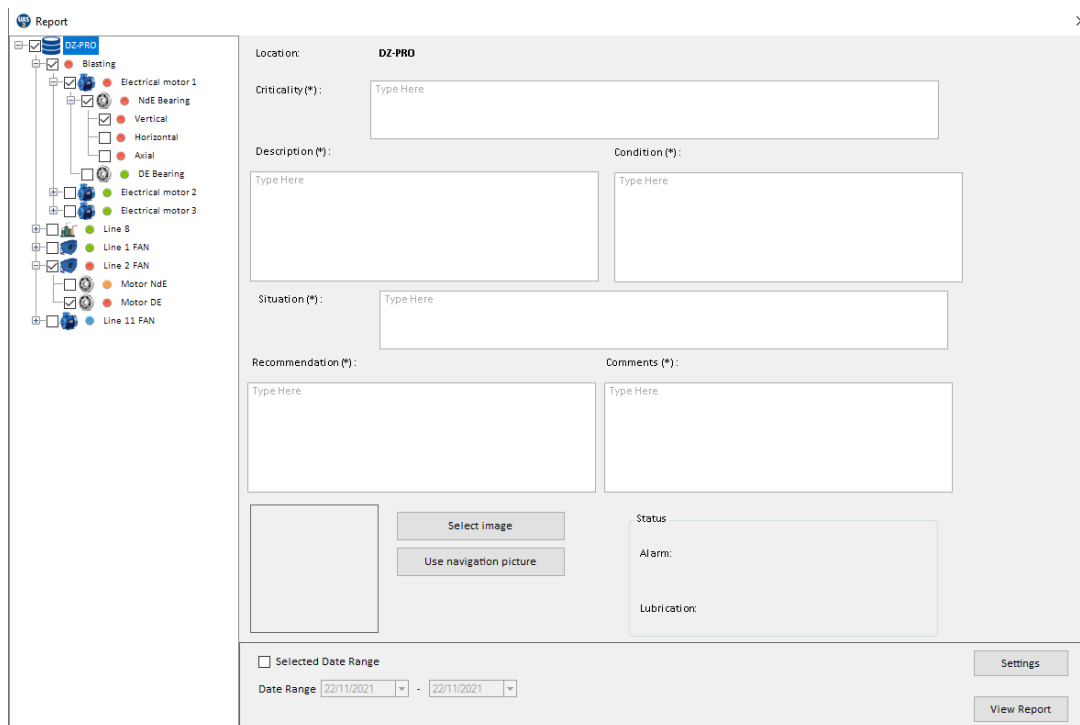 UAS
Report
DZ-PRO
Blasting
Electrical motor 1
NdE Bearing
Vertical
Horizontal
Axial
DE Bearing
Electrical motor 2
Electrical motor 3
Line 8
Line 1 FAN
Line 2 FAN
Motor NdE
Motor DE
Line 11 FAN
Location: DZ-PRO
Criticality (*) :
Type Here
Description (*) : Condition (*) :
Type Here Type Here
Situation (*) :
Type Here
Recommendation (*) : Comments (*) :
Type Here Type Here
Select image
Use navigation picture
Status
Alarm:
Lubrication:
Selected Date Range
Date Range 22/11/2021 - 22/11/2021
Settings
View Report